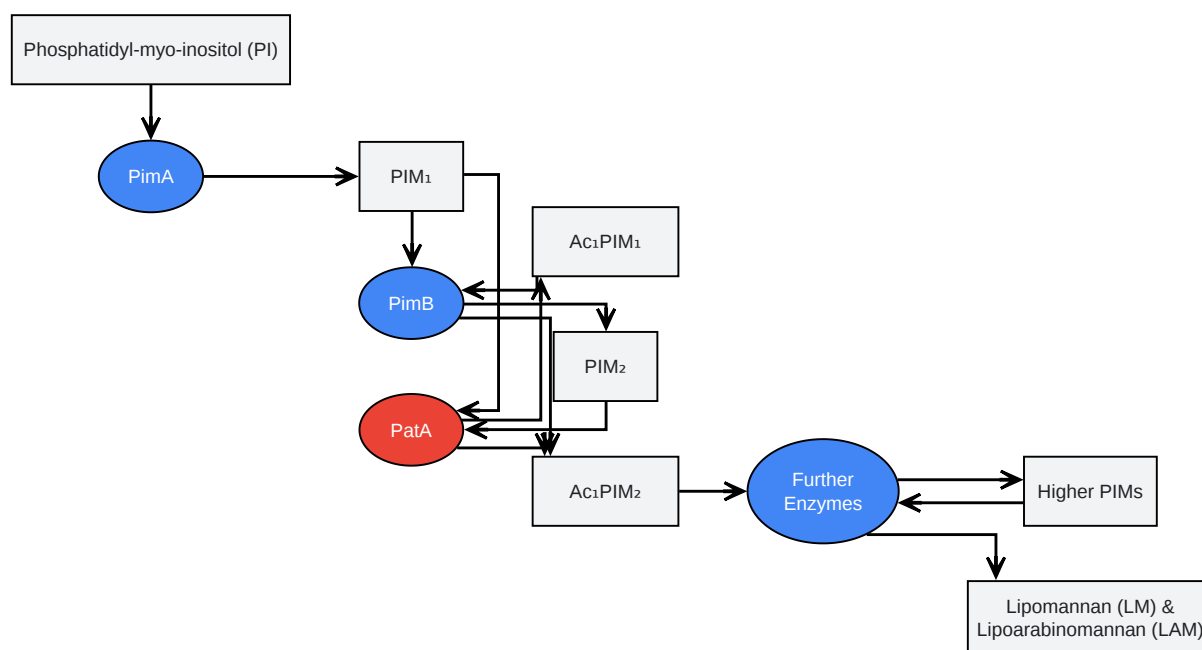 Phosphatidyl-myo-inositol (PI)
PimA
PIM₁
Ac₁PIM₁
PimB
PIM₂
PatA
Ac₁PIM₂
Further
Enzymes
Higher PIMs
Lipomannan (LM) &
Lipoarabinomannan (LAM)